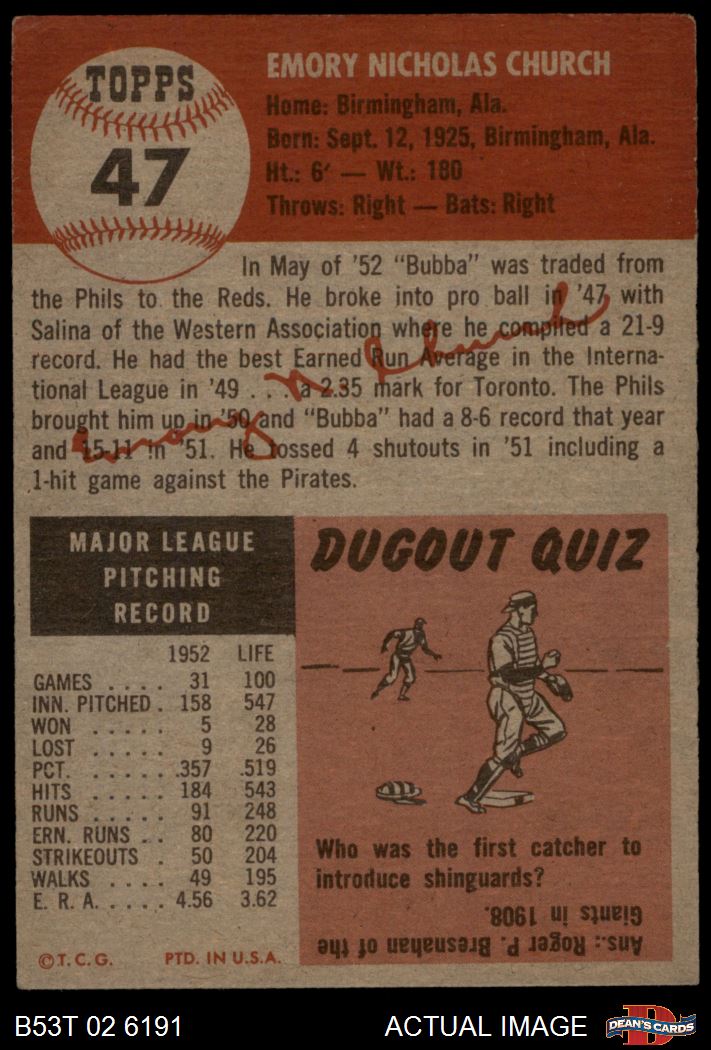 TOPPS
47
EMORY NICHOLAS CHURCH
Home: Birmingham, Ala.
Born: Sept. 12, 1925, Birmingham, Ala.
Ht.: 6' — Wt.: 180
Throws: Right — Bats: Right
In May of '52 "Bubba" was traded from
the Phils to the Reds. He broke into pro ball in '47 with
Salina of the Western Association where he compiled a 21-9
record. He had the best Earned Run Average in the Interna-
tional League in '49 . . . a 2.35 mark for Toronto. The Phils
brought him up in '50 and "Bubba" had a 8-6 record that year
and 15-11 in '51. He tossed 4 shutouts in '51 including a
1-hit game against the Pirates.
Emory N. Church
MAJOR LEAGUE
PITCHING
RECORD
1952 LIFE
GAMES . . . . 31 100
INN. PITCHED . 158 547
WON . . . . . 5 28
LOST . . . . . 9 26
PCT. . . . . . .357 .519
HITS . . . . . 184 543
RUNS . . . . . 91 248
ERN. RUNS . . 80 220
STRIKEOUTS . 50 204
WALKS . . . . 49 195
E. R. A. . . . . . 4.56 3.62
©T. C. G. PTD. IN U.S.A.
DUGOUT QUIZ
Who was the first catcher to
introduce shinguards?
Ans.: Roger P. Bresnahan of the
Giants in 1908.
B53T 02 6191
ACTUAL IMAGE
DEAN'S CARDS